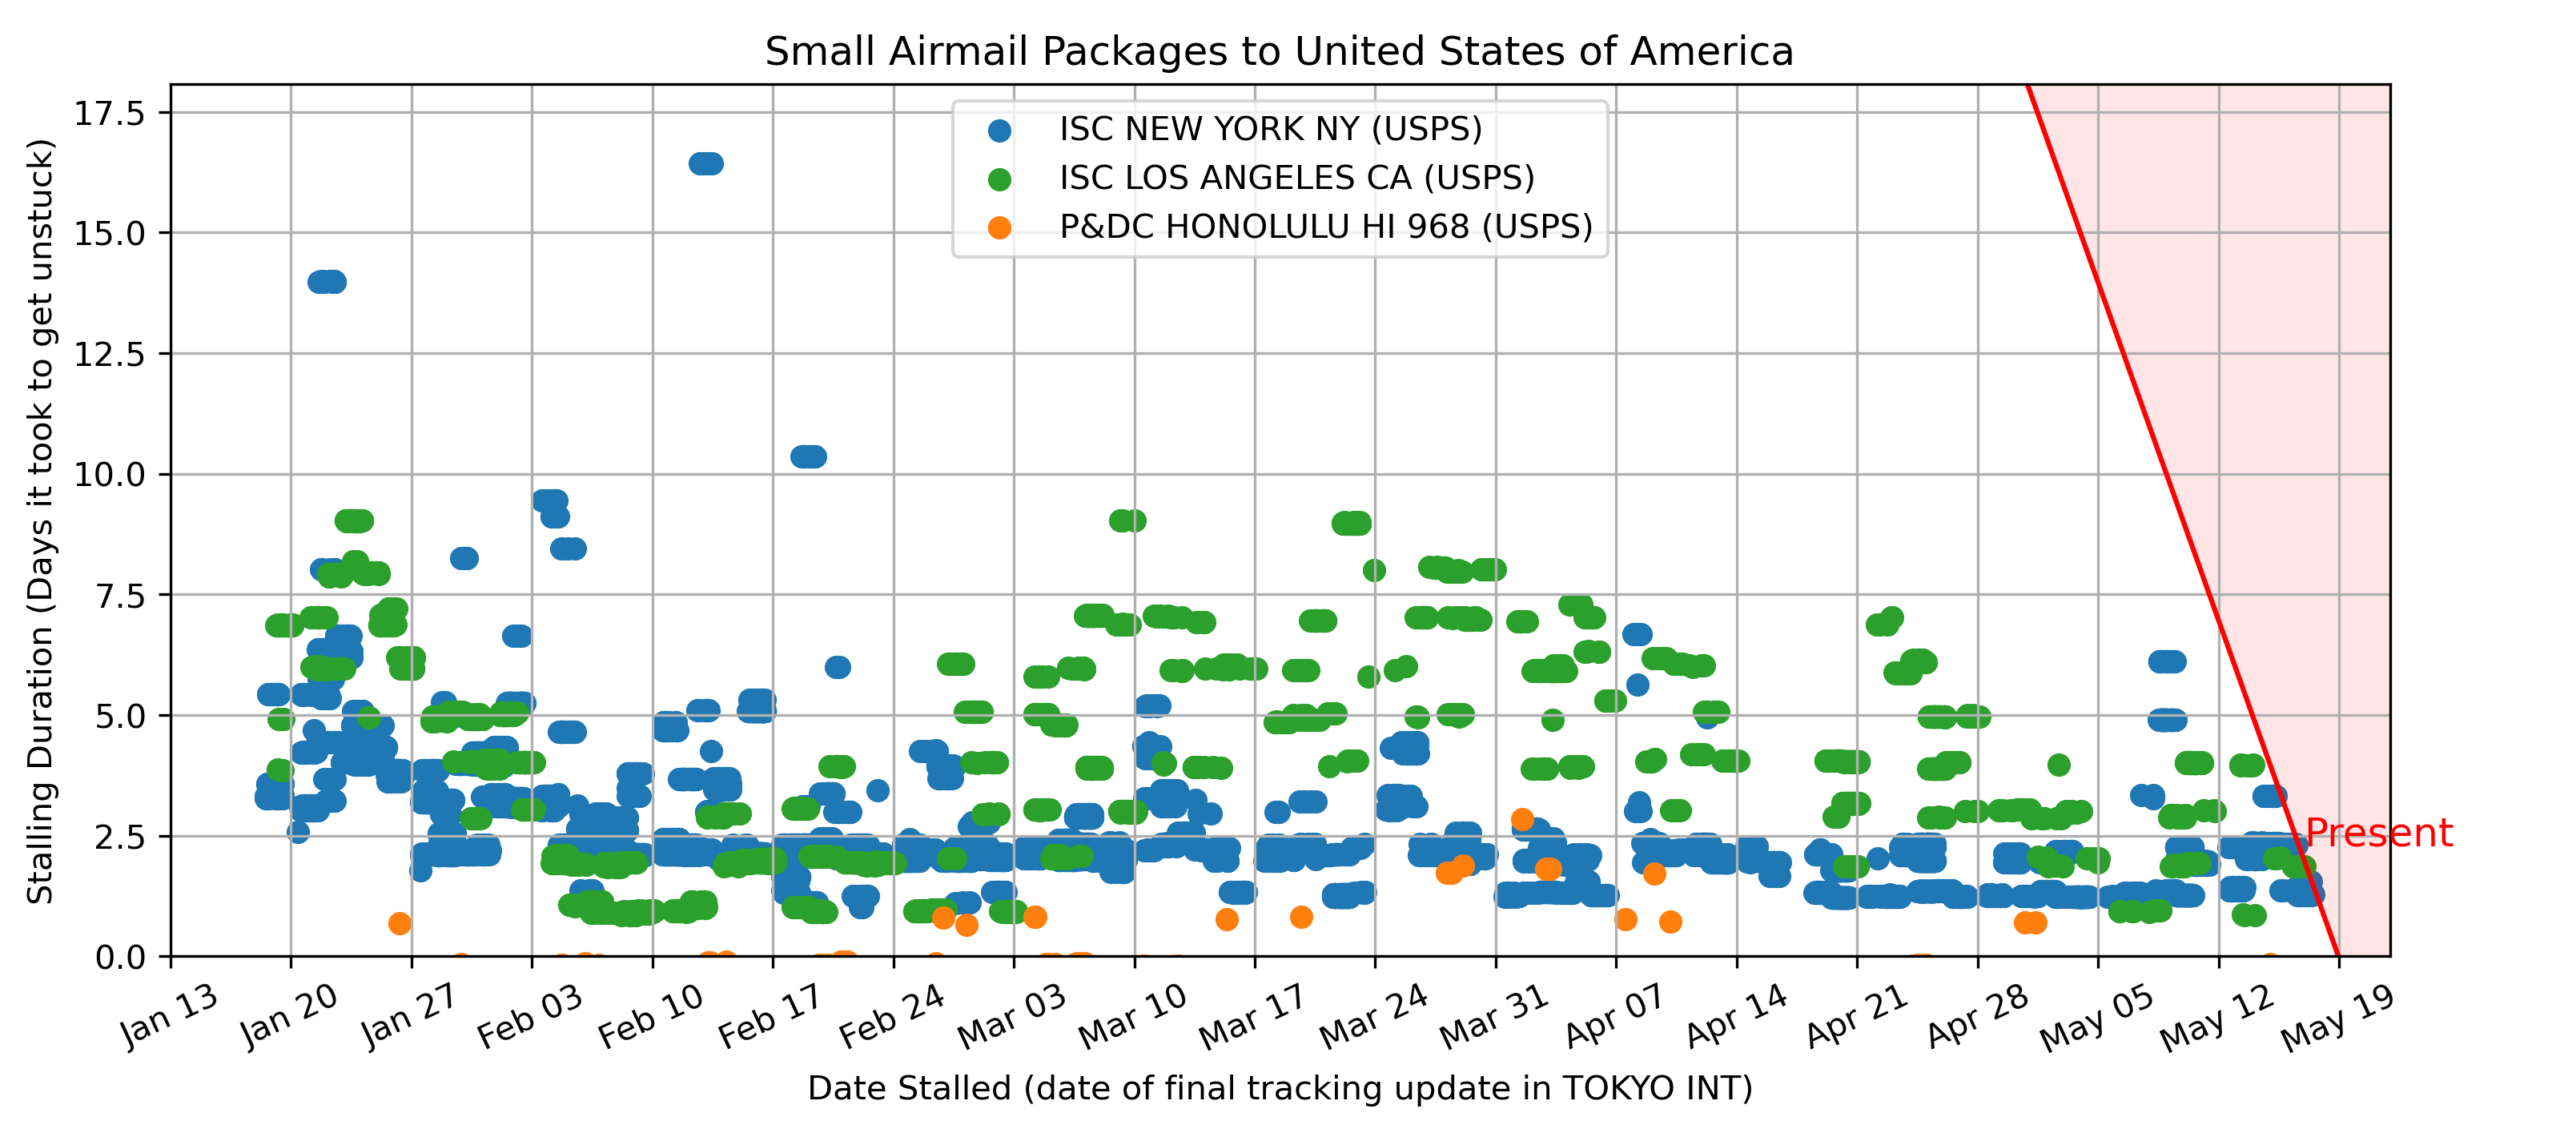 Small Airmail Packages to United States of America
Stalling Duration (Days it took to get unstuck)
17.5
15.0
12.5
10.0
7.5
5.0
2.5
0.0
ISC NEW YORK NY (USPS)
ISC LOS ANGELES CA (USPS)
P&DC HONOLULU HI 968 (USPS)
Present
Jan 13
Jan 20
Jan 27
Feb 03
Feb 10
Feb 17
Feb 24
Mar 03
Mar 10
Mar 17
Mar 24
Mar 31
Apr 07
Apr 14
Apr 21
Apr 28
May 05
May 12
May 19
Date Stalled (date of final tracking update in TOKYO INT)